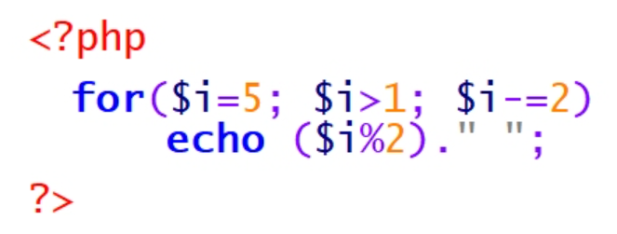 <?php
for($i=5; $i>1; $i-=2)
echo ($i%2)." ";
?>